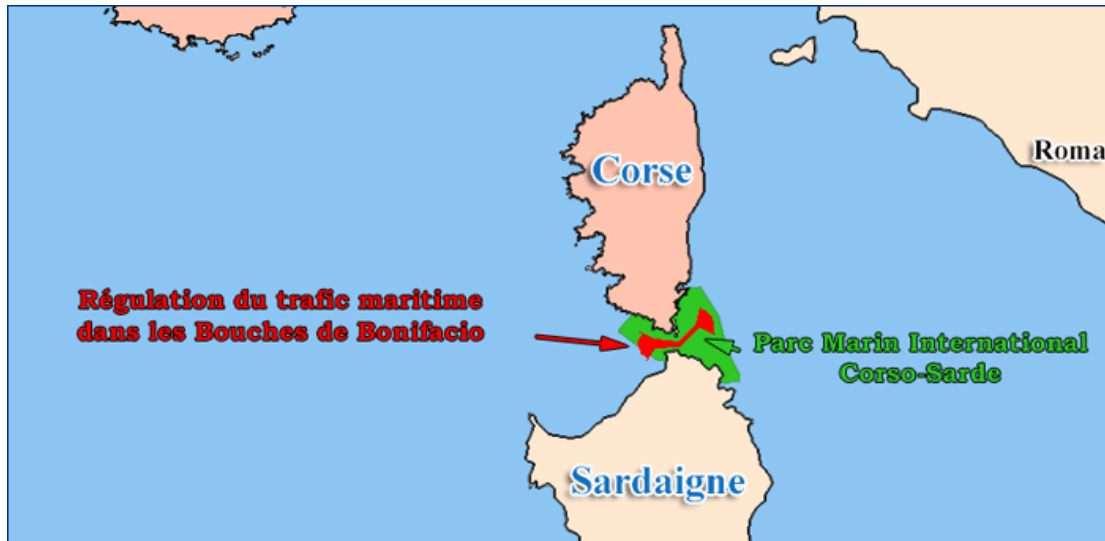 Roma
Corse
Régulation du trafic maritime
dans les Bouches de Bonifacio
Parc Marin International
Corso-Sarde
Sardaigne